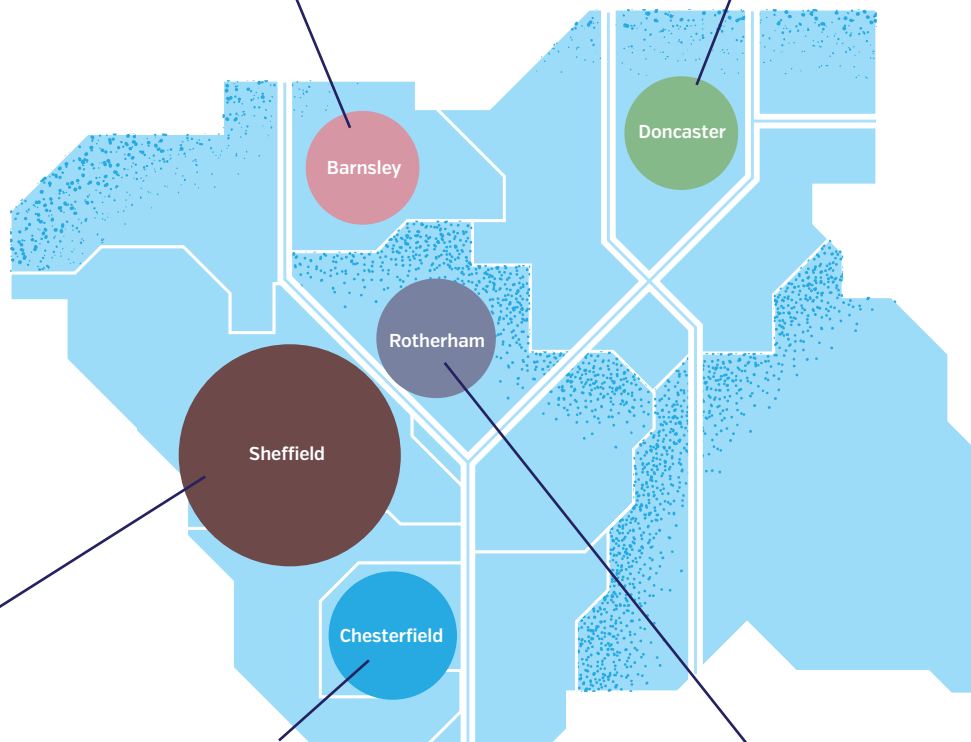 Doncaster
Barnsley
Rotherham
Sheffield
Chesterfield